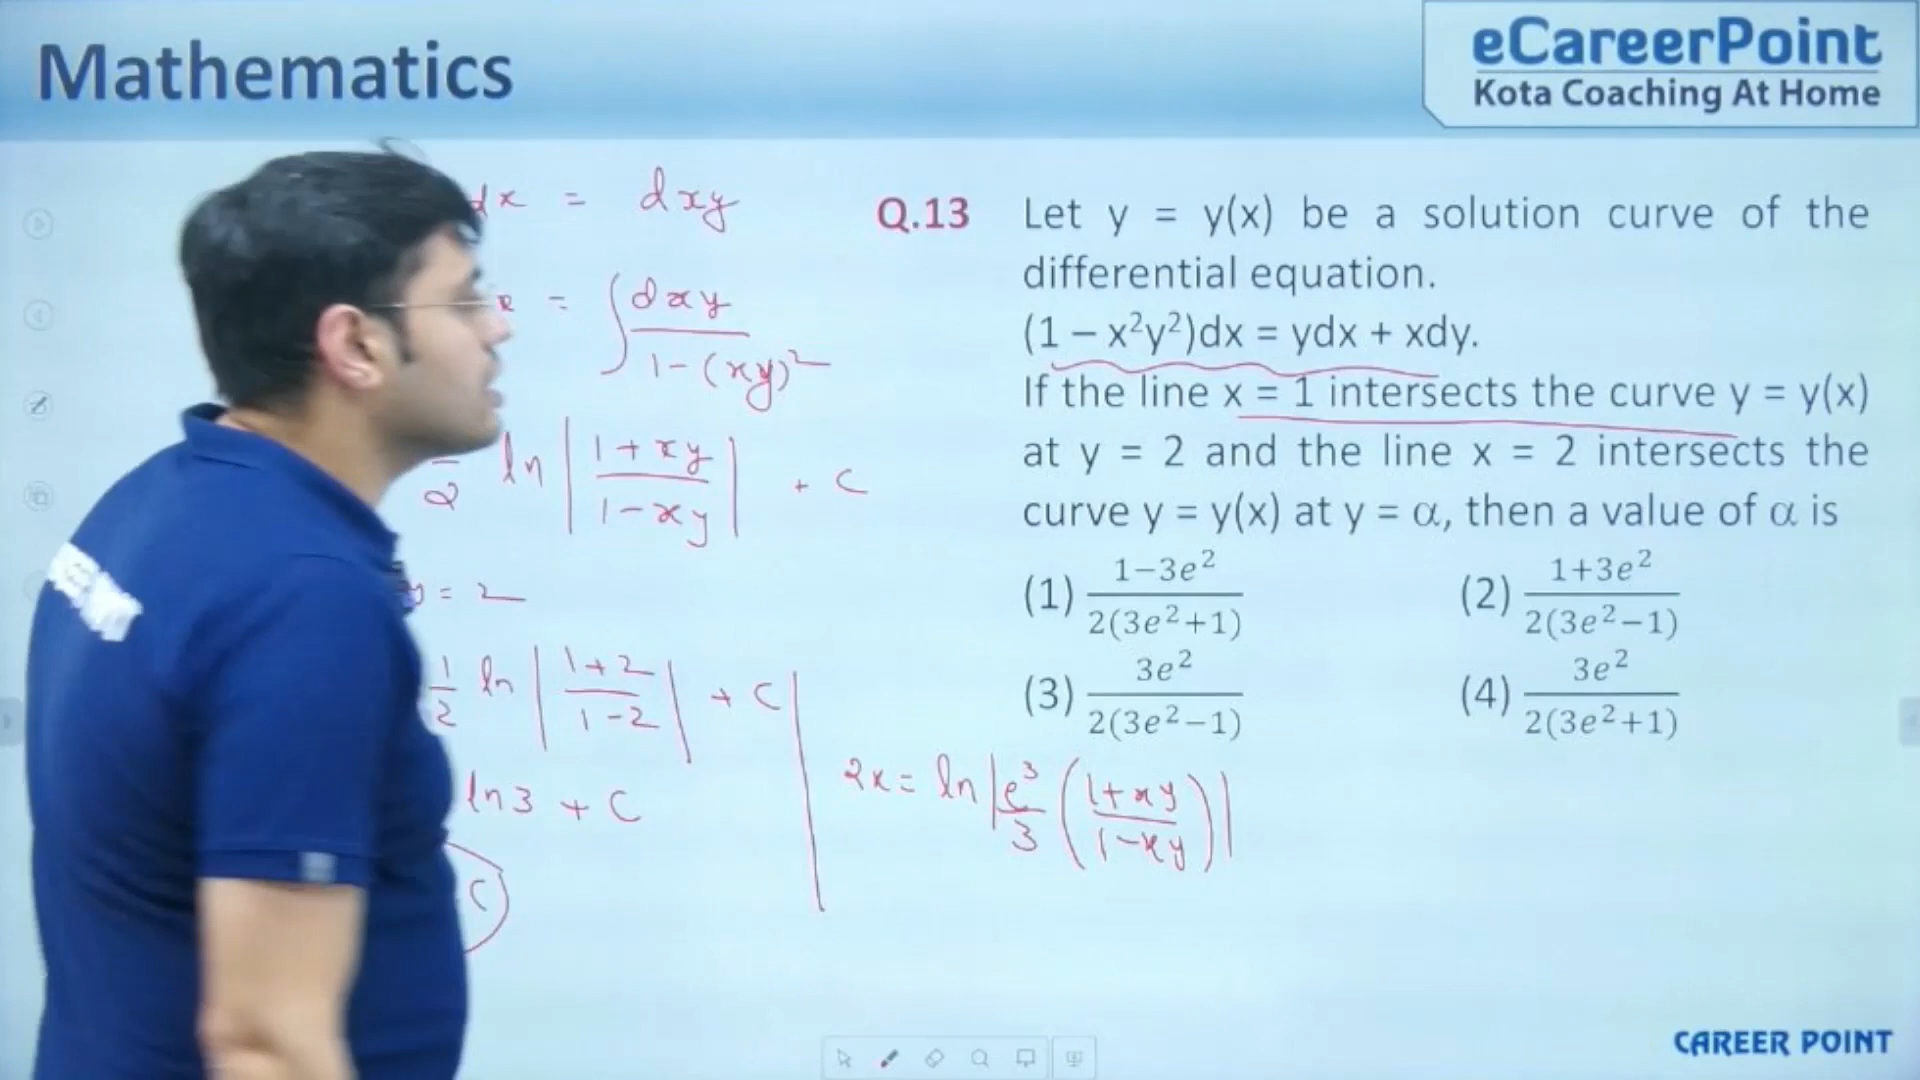 Mathematics
eCareerPoint
Kota Coaching At Home
dx = dxy
= ∫ dxy / 1-(xy)²
ln | 1+xy / 1-xy | + C
2
y = 2
1/2 ln | 1+2 / 1-2 | + C
ln3 + C
C
Q.13 Let y = y(x) be a solution curve of the
differential equation.
(1 – x²y²)dx = ydx + xdy.
If the line x = 1 intersects the curve y = y(x)
at y = 2 and the line x = 2 intersects the
curve y = y(x) at y = α, then a value of α is
(1) 1−3e² / 2(3e²+1) (2) 1+3e² / 2(3e²−1)
(3) 3e² / 2(3e²−1) (4) 3e² / 2(3e²+1)
2x = ln | e³/3 ( 1+xy / 1-xy ) |
CAREER POINT